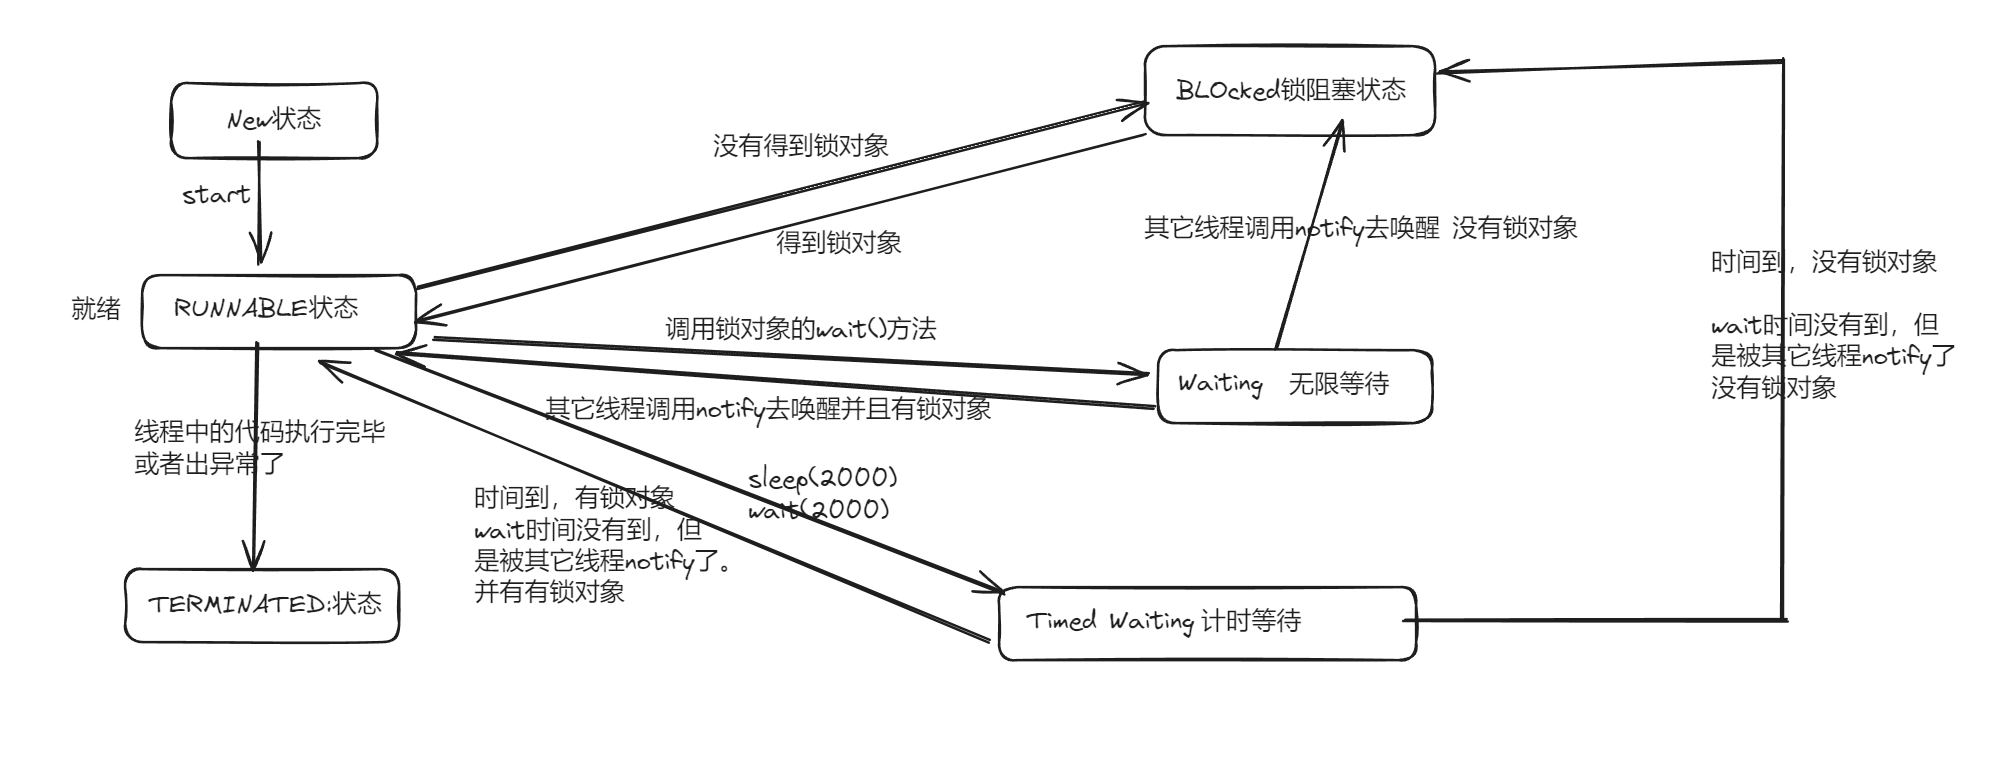 New状态
start
就绪
RUNNABLE状态
线程中的代码执行完毕
或者出异常了
TERMINATED:状态
没有得到锁对象
得到锁对象
BLOcked锁阻塞状态
调用锁对象的wait()方法
其它线程调用notify去唤醒并且有锁对象
Waiting 无限等待
其它线程调用notify去唤醒 没有锁对象
sleep(2000)
wait(2000)
时间到，有锁对象
wait时间没有到，但
是被其它线程notify了。
并有有锁对象
Timed Waiting 计时等待
时间到，没有锁对象
wait时间没有到，但
是被其它线程notify了
没有锁对象